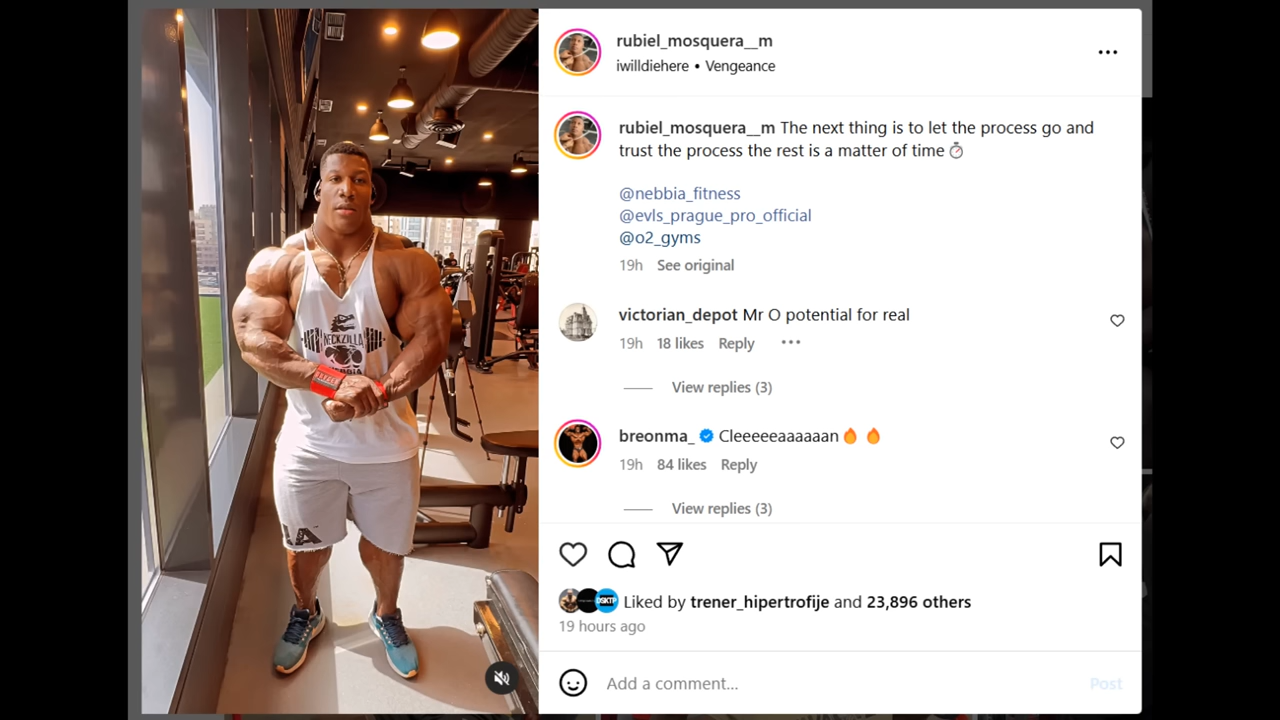 rubiel_mosquera__m
iwilldiehere • Vengeance
rubiel_mosquera__m The next thing is to let the process go and
trust the process the rest is a matter of time ⏱
@nebbia_fitness
@evls_prague_pro_official
@o2_gyms
19h See original
victorian_depot Mr O potential for real
19h 18 likes Reply •••
View replies (3)
breonma_ Cleeeeeaaaaaan🔥 🔥
19h 84 likes Reply
View replies (3)
Liked by trener_hipertrofije and 23,896 others
19 hours ago
Add a comment...
Post
NECKZILLA